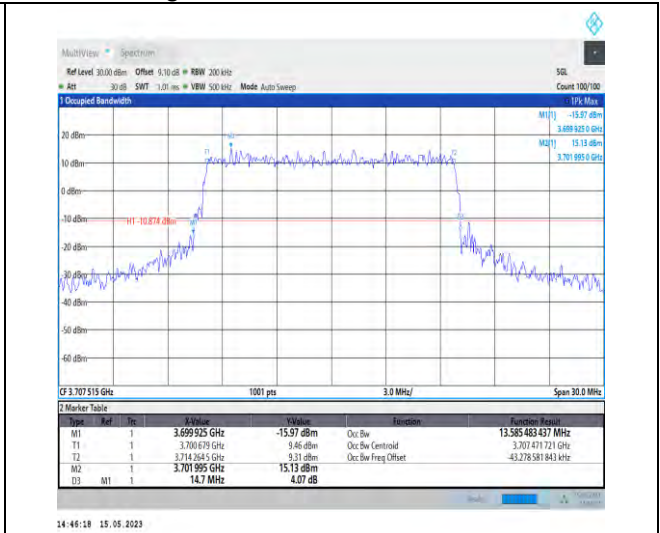 MultiView Spectrum
Ref Level 30.00 dBm Offset 9.10 dB RBW 200 kHz SGL
Att 30 dB SWT 1.01 ms VBW 500 kHz Mode Auto Sweep Count 100/100
1 Occupied Bandwidth 1Pk Max
M1[1] -15.97 dBm
3.699 925 0 GHz
M2[1] 15.13 dBm
3.701 995 0 GHz
20 dBm
10 dBm
0 dBm
-10 dBm
H1 -10.874 dBm
-20 dBm
-30 dBm
-40 dBm
-50 dBm
-60 dBm
CF 3.707 515 GHz 1001 pts 3.0 MHz/ Span 30.0 MHz
2 Marker Table
Type Ref Trc X-Value Y-Value Function Function Result
M1 1 3.699 925 GHz -15.97 dBm Occ Bw 13.585 483 437 MHz
T1 1 3.700 679 GHz 9.46 dBm Occ Bw Centroid 3.707 471 721 GHz
T2 1 3.714 264 5 GHz 9.31 dBm Occ Bw Freq Offset -43.278 581 843 kHz
M2 1 3.701 995 GHz 15.13 dBm
D3 M1 1 14.7 MHz 4.07 dB
14:46:18 15.05.2023